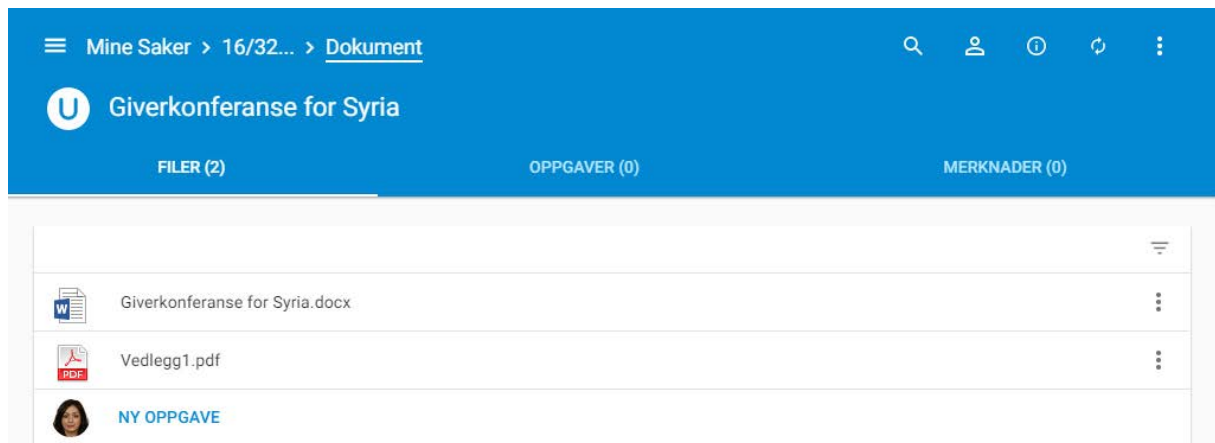 Mine Saker > 16/32... > Dokument
U Giverkonferanse for Syria
FILER (2) OPPGAVER (0) MERKNADER (0)
W Giverkonferanse for Syria.docx
PDF Vedlegg1.pdf
NY OPPGAVE